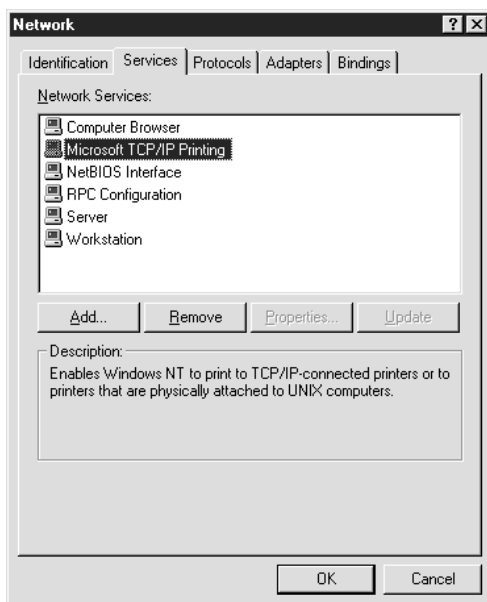 Network
Identification Services Protocols Adapters Bindings
Network Services:
Computer Browser
Microsoft TCP/IP Printing
NetBIOS Interface
RPC Configuration
Server
Workstation
Add... Remove Properties... Update
Description:
Enables Windows NT to print to TCP/IP-connected printers or to
printers that are physically attached to UNIX computers.
OK Cancel